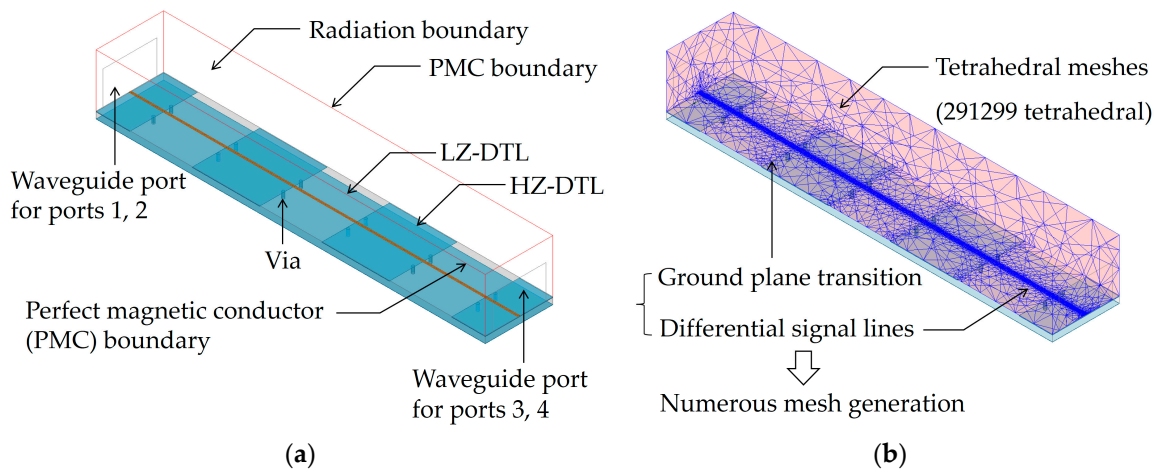 Radiation boundary
PMC boundary
LZ-DTL
HZ-DTL
Waveguide port
for ports 1, 2
Via
Perfect magnetic conductor
(PMC) boundary
Waveguide port
for ports 3, 4
(a)
Tetrahedral meshes
(291299 tetrahedral)
Ground plane transition
Differential signal lines
Numerous mesh generation
(b)